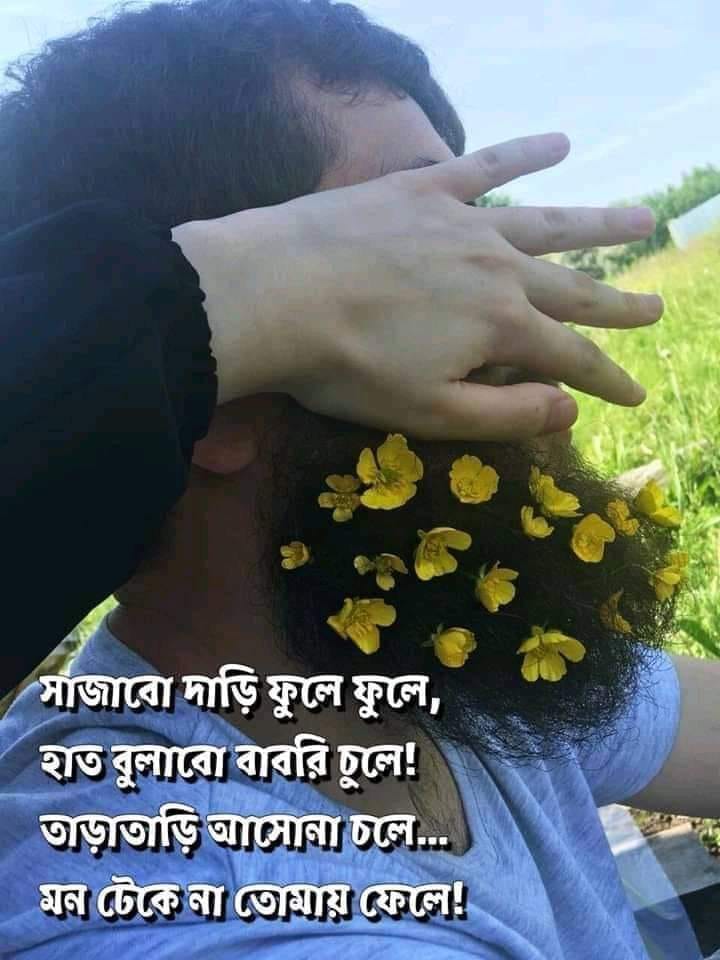 সাজাবো দাড়ি ফুলে ফুলে,
হাত বুলাবো বাবরি চুলে!
তাড়াতাড়ি আসোনা চলে...
মন টেকে না তোমায় ফেলে!